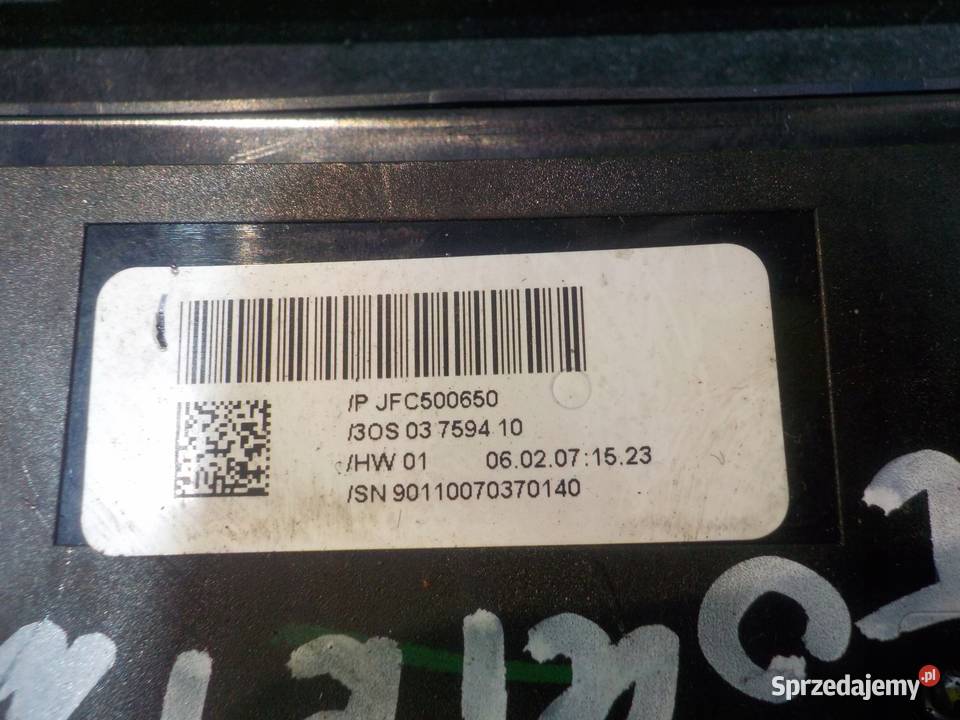 /P JFC500650
/3OS 03 7594 10
/HW 01 06.02.07:15.23
/SN 90110070370140
Sprzedajemy.pl